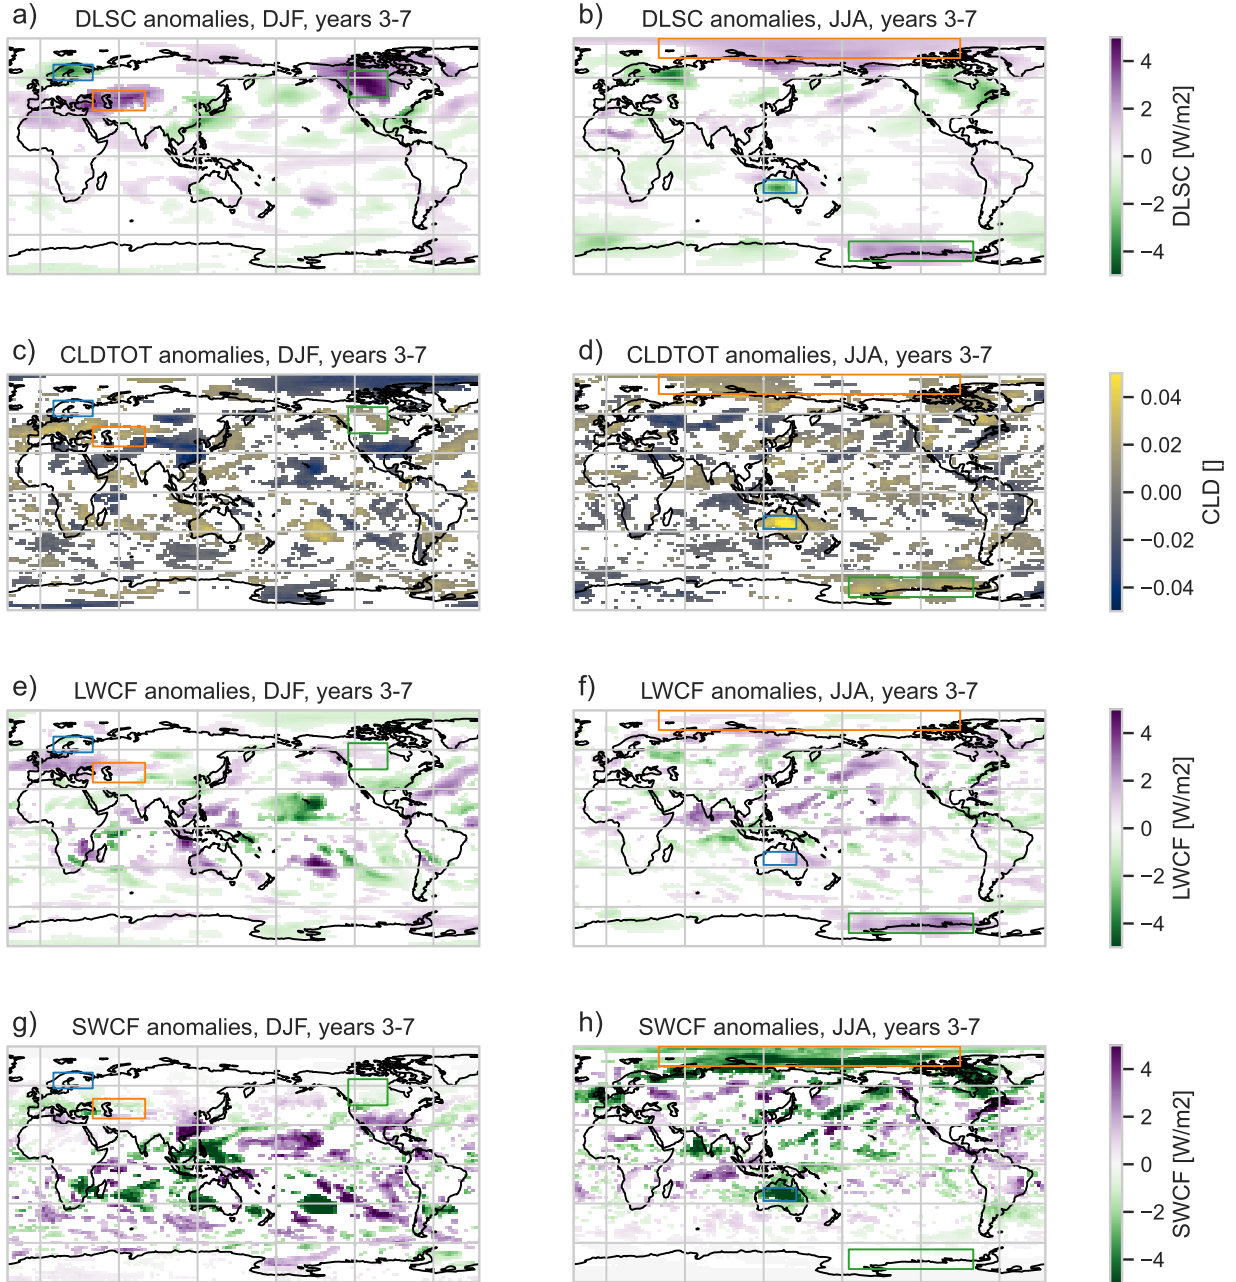 a) DLSC anomalies, DJF, years 3-7
b) DLSC anomalies, JJA, years 3-7
4
2
0
−2
−4
DLSC [W/m2]
c) CLDTOT anomalies, DJF, years 3-7
d) CLDTOT anomalies, JJA, years 3-7
0.04
0.02
0.00
−0.02
−0.04
CLD []
e) LWCF anomalies, DJF, years 3-7
f) LWCF anomalies, JJA, years 3-7
4
2
0
−2
−4
LWCF [W/m2]
g) SWCF anomalies, DJF, years 3-7
h) SWCF anomalies, JJA, years 3-7
4
2
0
−2
−4
SWCF [W/m2]